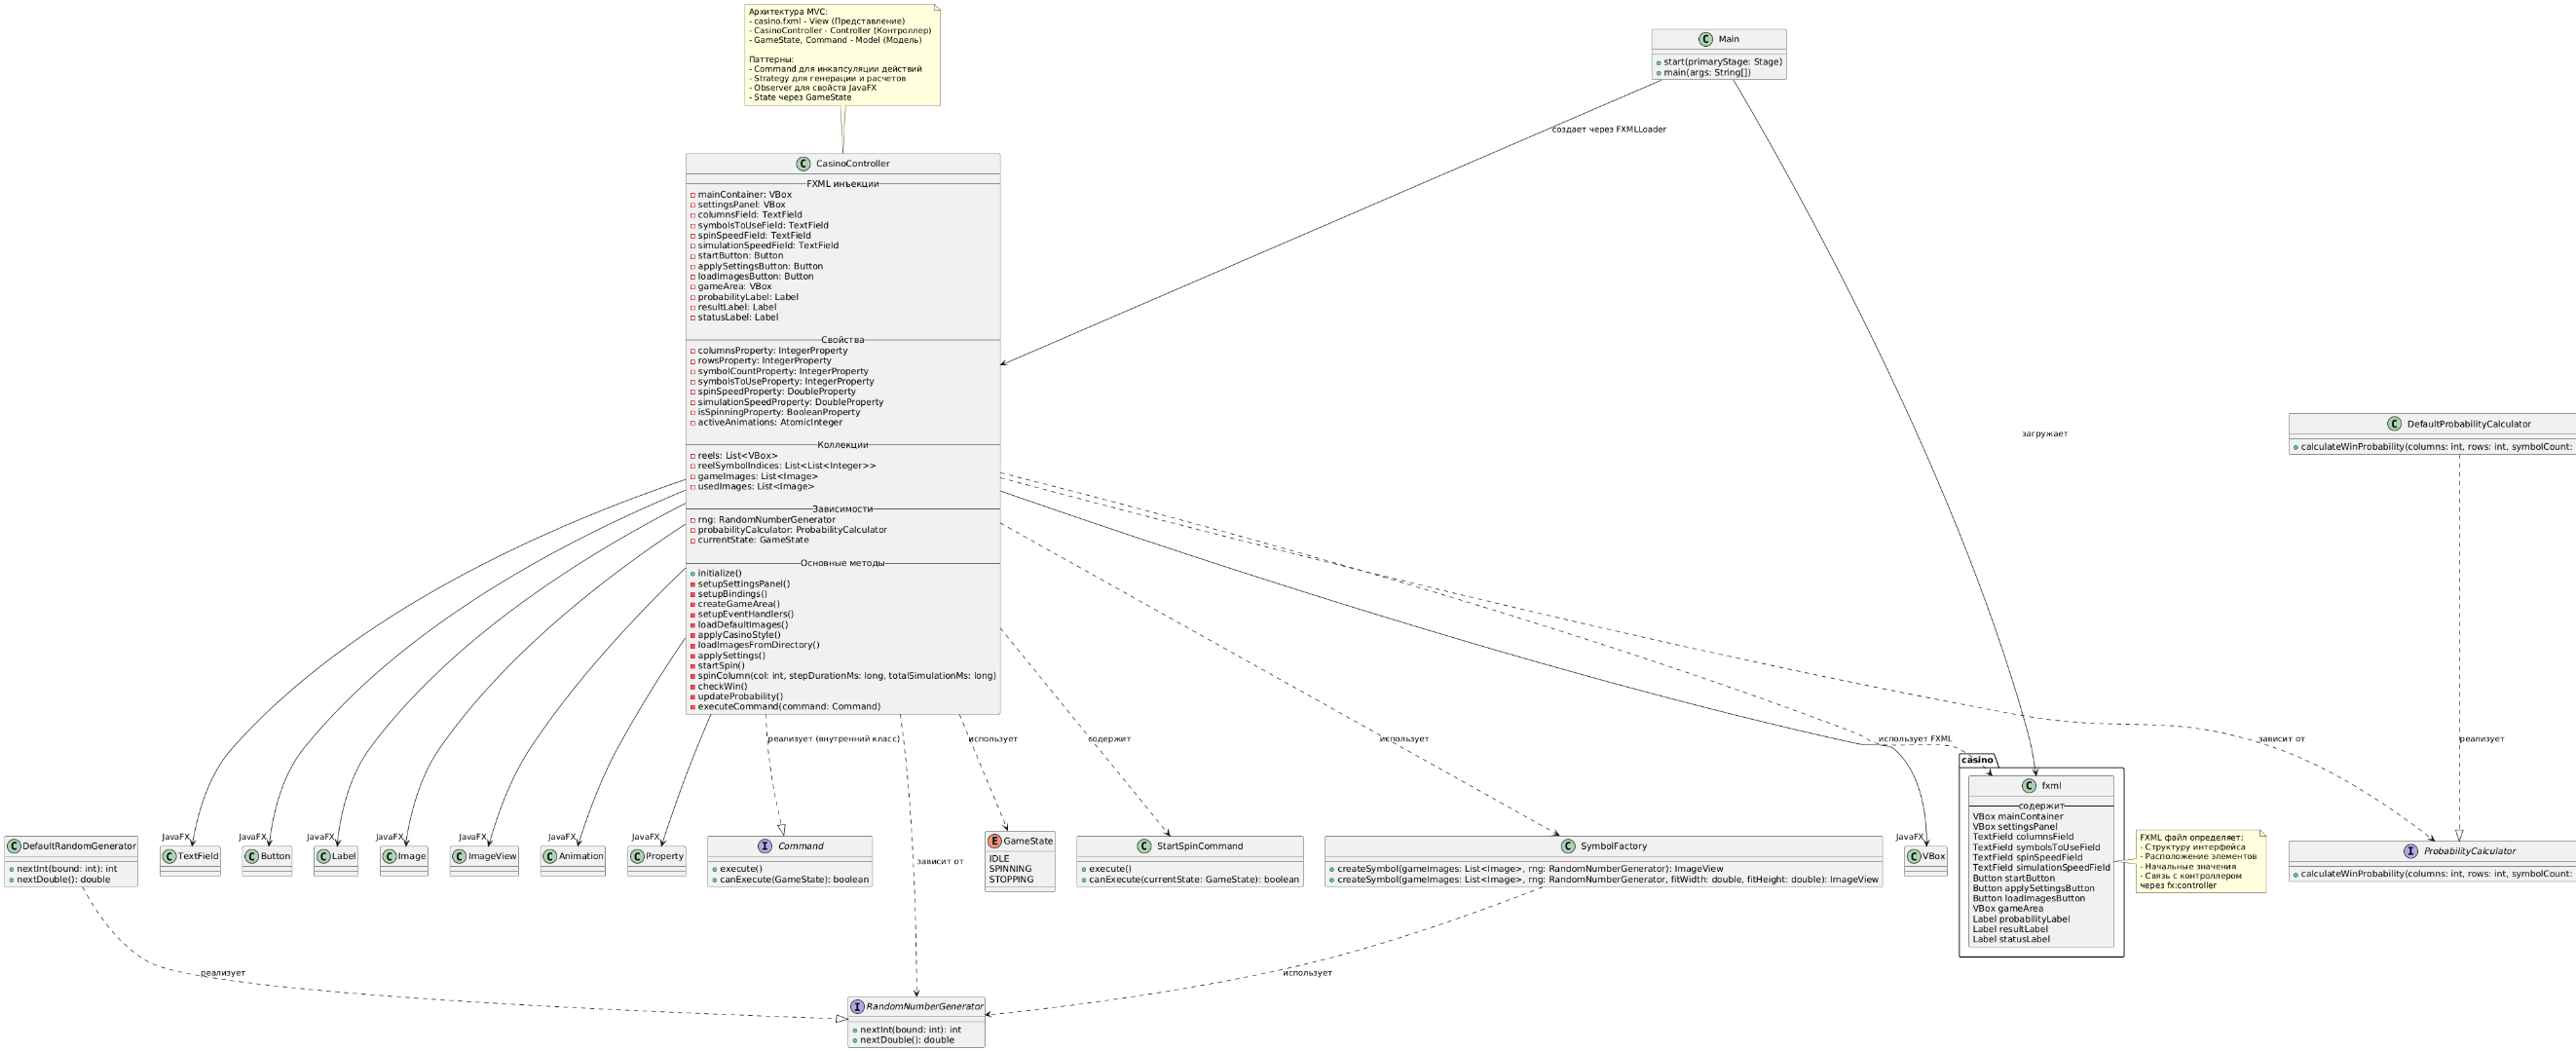 Архитектура MVC:
- casino.fxml - View (Представление)
- CasinoController - Controller (Контроллер)
- GameState, Command - Model (Модель)
Паттерны:
- Command для инкапсуляции действий
- Strategy для генерации и расчетов
- Observer для свойств JavaFX
- State через GameState
Main
start(primaryStage: Stage)
main(args: String[])
создает через FXMLLoader
загружает
CasinoController
FXML инъекции
mainContainer: VBox
settingsPanel: VBox
columnsField: TextField
symbolsToUseField: TextField
spinSpeedField: TextField
simulationSpeedField: TextField
startButton: Button
applySettingsButton: Button
loadImagesButton: Button
gameArea: VBox
probabilityLabel: Label
resultLabel: Label
statusLabel: Label
Свойства
columnsProperty: IntegerProperty
rowsProperty: IntegerProperty
symbolCountProperty: IntegerProperty
symbolsToUseProperty: IntegerProperty
spinSpeedProperty: DoubleProperty
simulationSpeedProperty: DoubleProperty
isSpinningProperty: BooleanProperty
activeAnimations: AtomicInteger
Коллекции
reels: List<VBox>
reelSymbolIndices: List<List<Integer>>
gameImages: List<Image>
usedImages: List<Image>
Зависимости
rng: RandomNumberGenerator
probabilityCalculator: ProbabilityCalculator
currentState: GameState
Основные методы
initialize()
setupSettingsPanel()
setupBindings()
createGameArea()
setupEventHandlers()
loadDefaultImages()
applyCasinoStyle()
loadImagesFromDirectory()
applySettings()
startSpin()
spinColumn(col: int, stepDurationMs: long, totalSimulationMs: long)
checkWin()
updateProbability()
executeCommand(command: Command)
DefaultProbabilityCalculator
calculateWinProbability(columns: int, rows: int, symbolCount:
реализует (внутренний класс)
использует
содержит
использует
использует FXML
зависит от
реализует
зависит от
DefaultRandomGenerator
nextInt(bound: int): int
nextDouble(): double
JavaFX
TextField
JavaFX
Button
JavaFX
Label
JavaFX
Image
JavaFX
ImageView
JavaFX
Animation
JavaFX
Property
Command
execute()
canExecute(GameState): boolean
GameState
IDLE
SPINNING
STOPPING
StartSpinCommand
execute()
canExecute(currentState: GameState): boolean
SymbolFactory
createSymbol(gameImages: List<Image>, rng: RandomNumberGenerator): ImageView
createSymbol(gameImages: List<Image>, rng: RandomNumberGenerator, fitWidth: double, fitHeight: double): ImageView
JavaFX
VBox
casino
fxml
содержит
VBox mainContainer
VBox settingsPanel
TextField columnsField
TextField symbolsToUseField
TextField spinSpeedField
TextField simulationSpeedField
Button startButton
Button applySettingsButton
Button loadImagesButton
VBox gameArea
Label probabilityLabel
Label resultLabel
Label statusLabel
FXML файл определяет:
- Структуру интерфейса
- Расположение элементов
- Начальные значения
- Связь с контроллером
через fx:controller
ProbabilityCalculator
calculateWinProbability(columns: int, rows: int, symbolCount:
реализует
использует
RandomNumberGenerator
nextInt(bound: int): int
nextDouble(): double